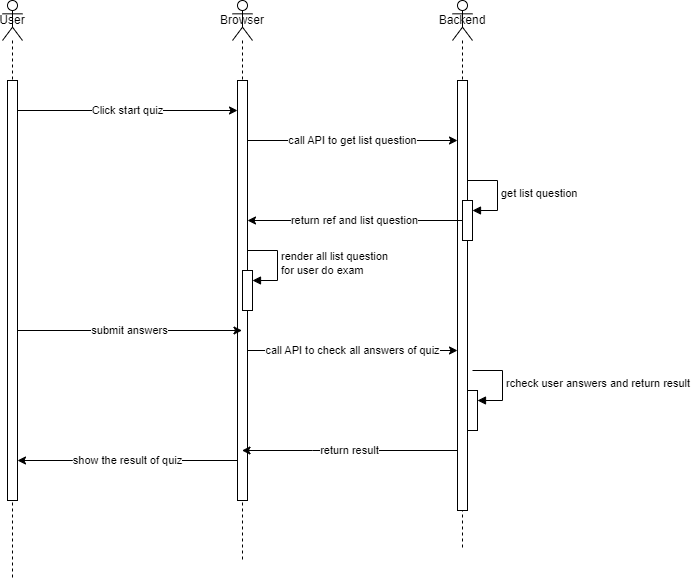 User
Browser
Backend
Click start quiz
call API to get list question
get list question
return ref and list question
render all list question
for user do exam
submit answers
call API to check all answers of quiz
rcheck user answers and return result
return result
show the result of quiz